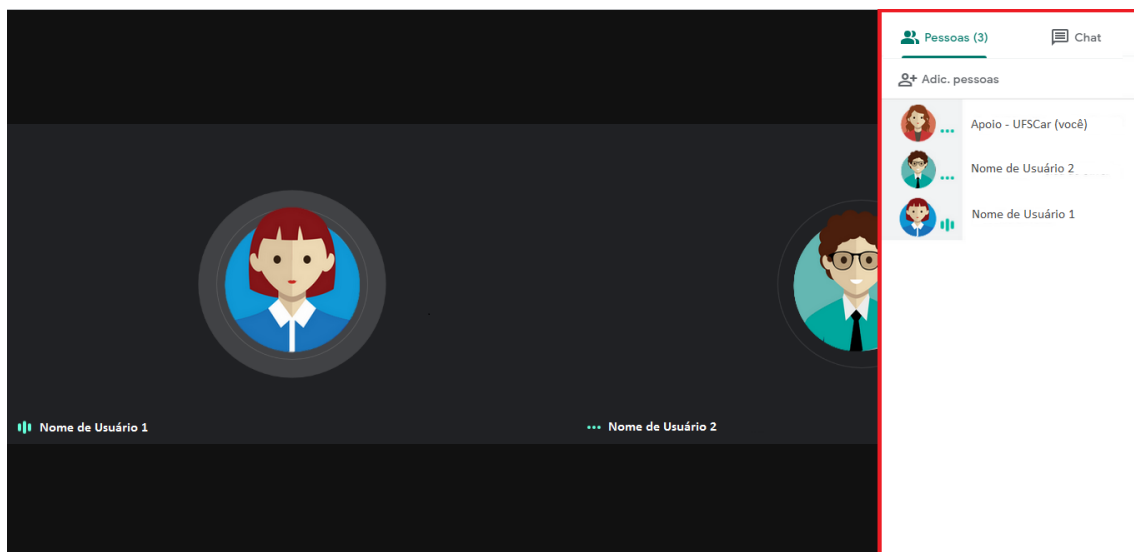 Pessoas (3)
Chat
Adic. pessoas
Apoio - UFSCar (você)
Nome de Usuário 2
Nome de Usuário 1
Nome de Usuário 1
Nome de Usuário 2